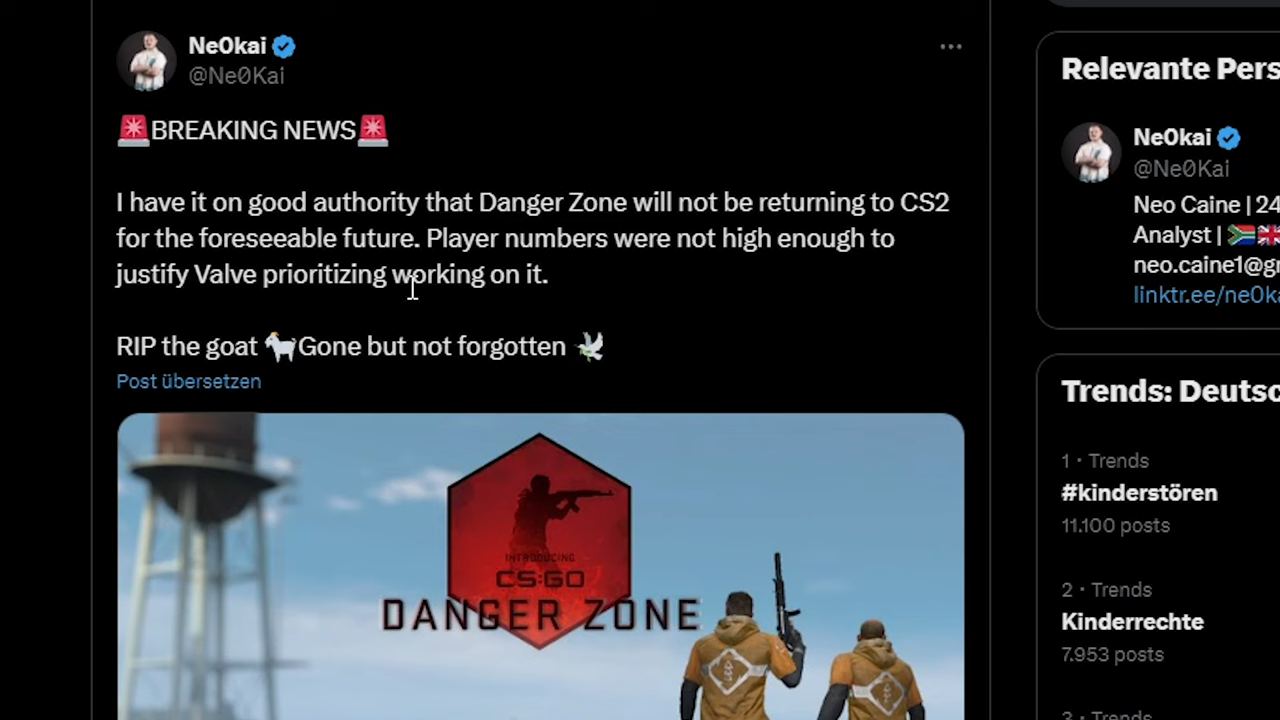 Ne0kai
@Ne0Kai
🚨BREAKING NEWS🚨
I have it on good authority that Danger Zone will not be returning to CS2
for the foreseeable future. Player numbers were not high enough to
justify Valve prioritizing working on it.
RIP the goat 🐐Gone but not forgotten 🕊️
Post übersetzen
INTRODUCING
CS:GO
DANGER ZONE
Relevante Pers
Ne0kai
@Ne0Kai
Neo Caine | 24
Analyst | 🇿🇦🇬🇧
neo.caine1@g
linktr.ee/ne0k
Trends: Deutsc
1 · Trends
#kinderstören
11.100 posts
2 · Trends
Kinderrechte
7.953 posts
3 · Trends